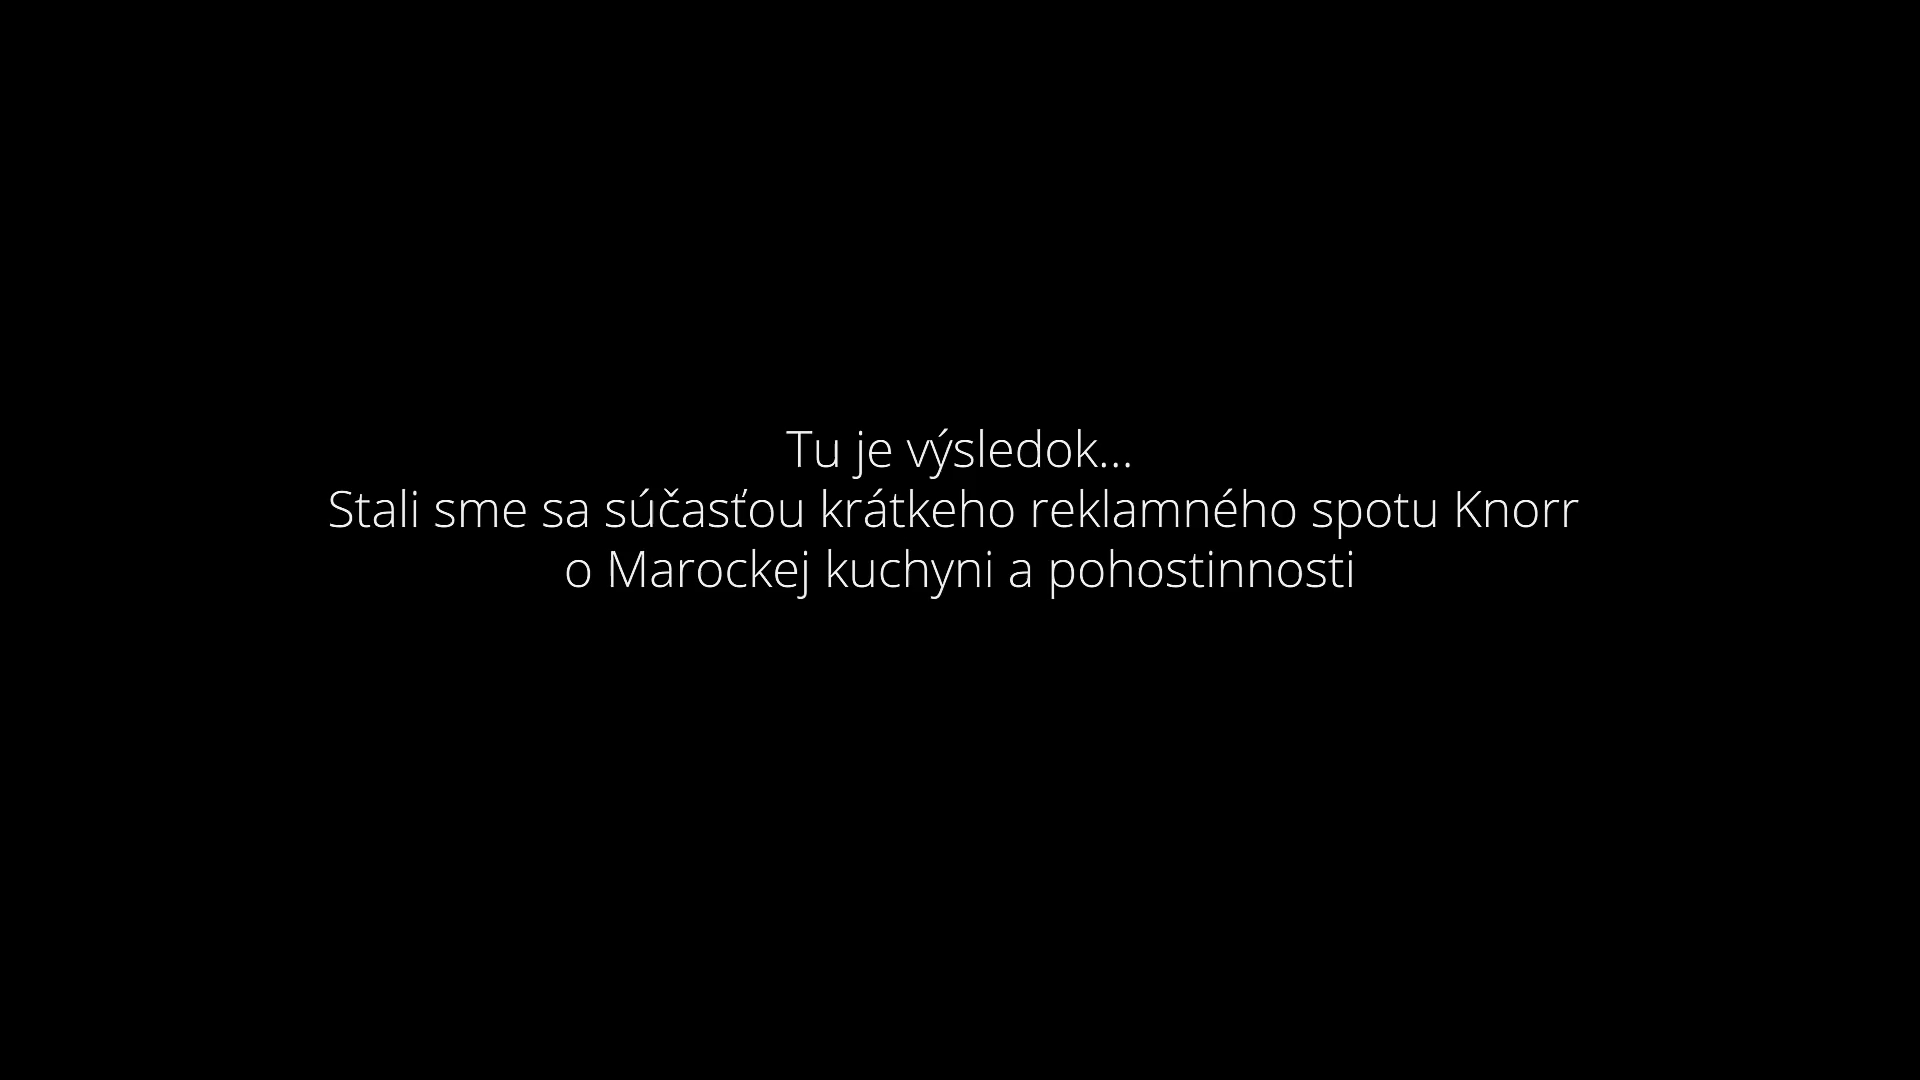 Tu je výsledok...
Stali sme sa súčasťou krátkeho reklamného spotu Knorr
o Marockej kuchyni a pohostinnosti